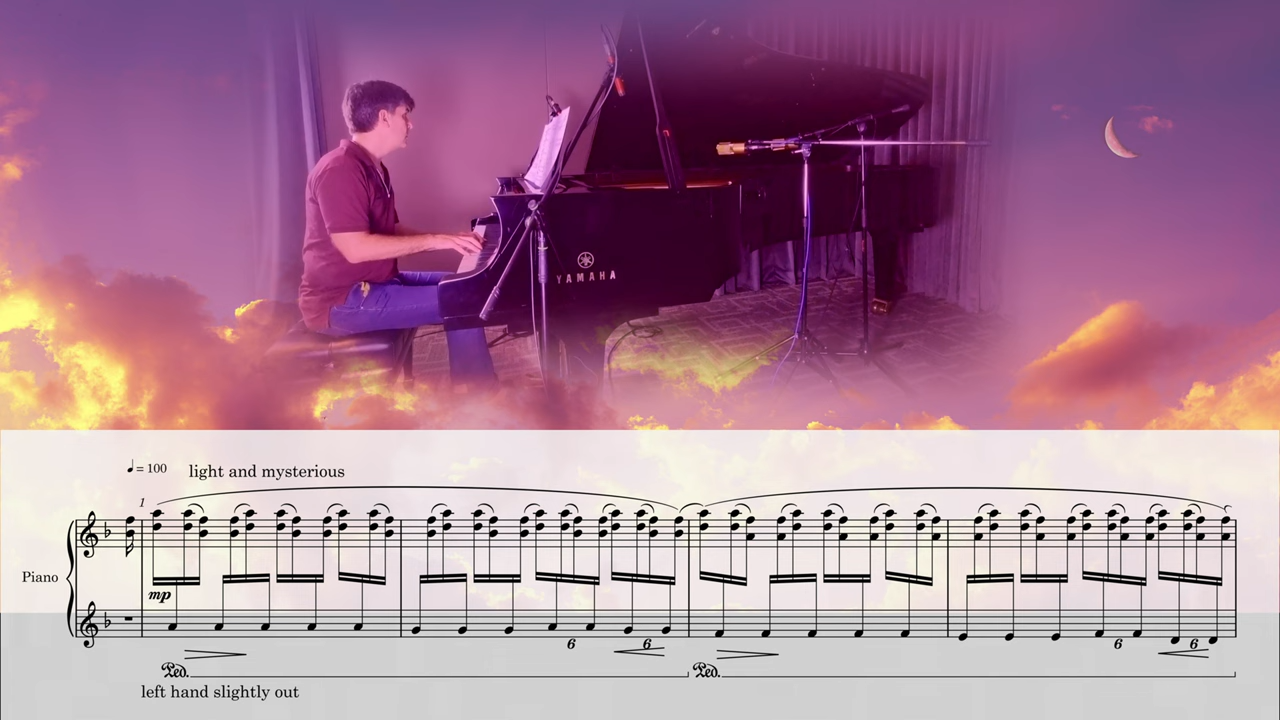 YAMAHA
♩= 100 light and mysterious
1
Piano
mp
6 6 6 6
Ped. Ped.
left hand slightly out